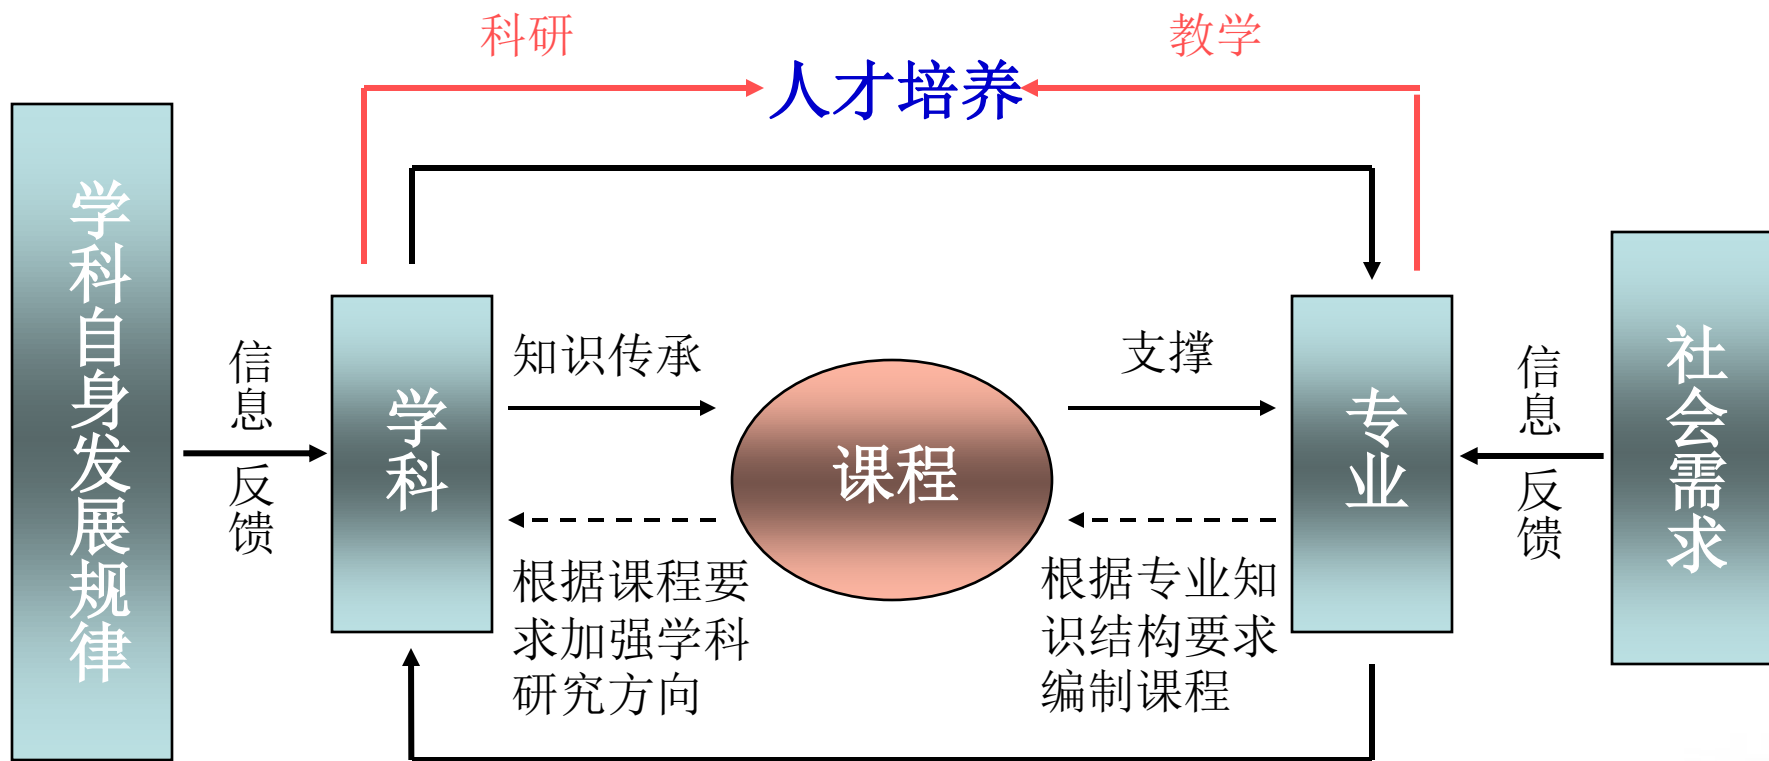 科研
教学
人才培养
学科自身发展规律
信息
反馈
学科
知识传承
课程
支撑
专业
信息
反馈
社会需求
根据课程要
求加强学科
研究方向
根据专业知
识结构要求
编制课程